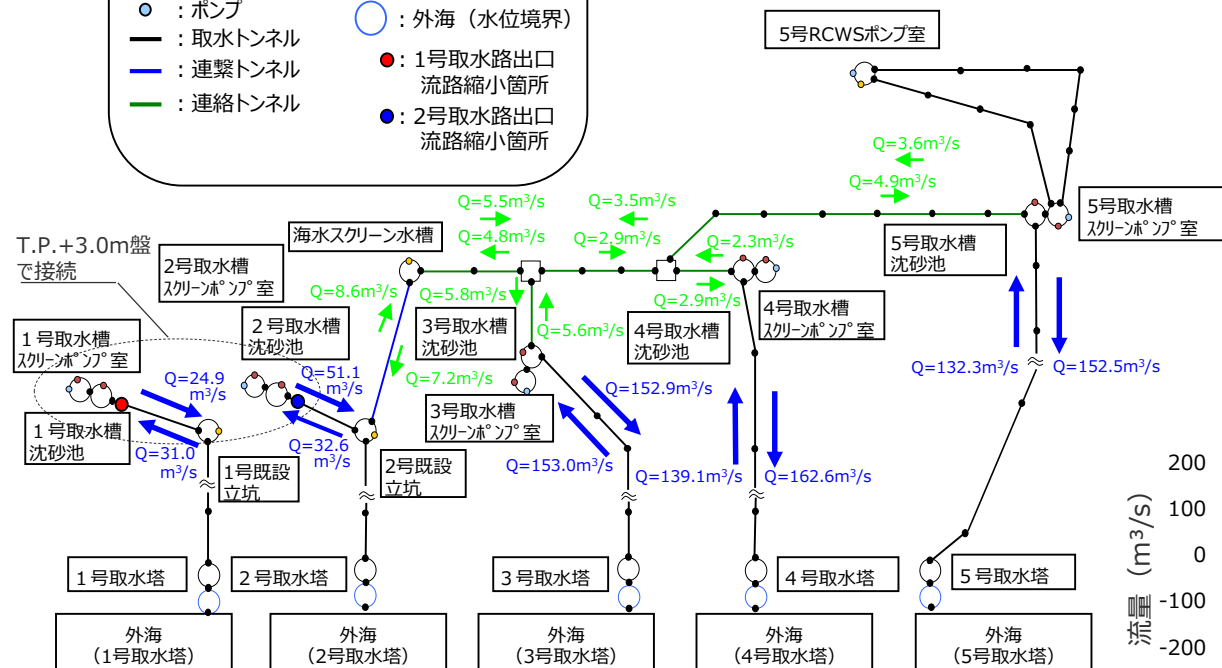 ：ポンプ
：取水トンネル
：連繋トンネル
：連絡トンネル
：外海（水位境界）
：1号取水路出口
流路縮小箇所
：2号取水路出口
流路縮小箇所
5号RCWSポンプ室
Q=3.6m³/s
Q=4.9m³/s
5号取水槽
スクリーンポンプ室
5号取水槽
沈砂池
Q=5.5m³/s
Q=3.5m³/s
海水スクリーン水槽
Q=4.8m³/s
Q=2.9m³/s
Q=2.3m³/s
T.P.+3.0m盤
で接続
2号取水槽
スクリーンポンプ室
Q=8.6m³/s
Q=5.8m³/s
Q=2.9m³/s
4号取水槽
スクリーンポンプ室
1号取水槽
スクリーンポンプ室
2号取水槽
沈砂池
3号取水槽
沈砂池
Q=5.6m³/s
4号取水槽
沈砂池
Q=24.9
m³/s
Q=51.1
m³/s
Q=7.2m³/s
Q=152.9m³/s
Q=132.3m³/s
Q=152.5m³/s
1号取水槽
沈砂池
Q=31.0
m³/s
Q=32.6
m³/s
3号取水槽
スクリーンポンプ室
1号既設
立坑
2号既設
立坑
Q=153.0m³/s
Q=139.1m³/s
Q=162.6m³/s
1号取水塔
2号取水塔
3号取水塔
4号取水塔
5号取水塔
外海
（1号取水塔）
外海
（2号取水塔）
外海
（3号取水塔）
外海
（4号取水塔）
外海
（5号取水塔）
流量（m³/s）
200
100
0
-100
-200